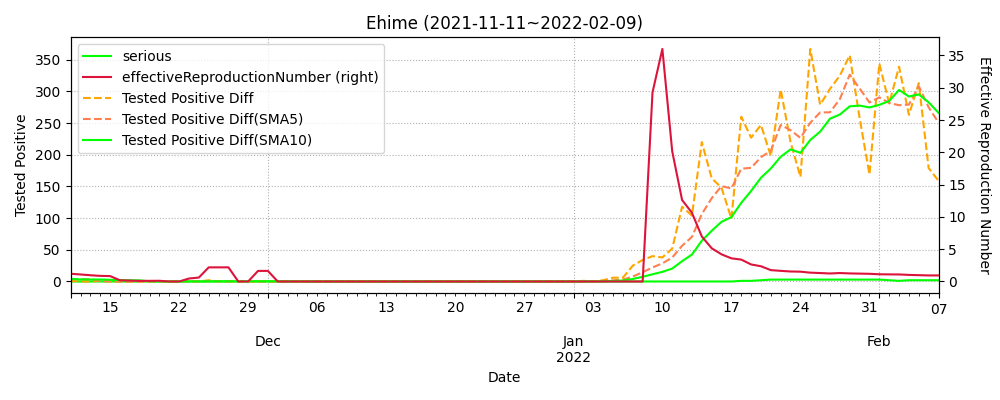 Ehime (2021-11-11~2022-02-09)
serious
effectiveReproductionNumber (right)
Tested Positive Diff
Tested Positive Diff(SMA5)
Tested Positive Diff(SMA10)
Tested Positive
350
300
250
200
150
100
50
0
35
30
25
20
15
10
5
0
Effective Reproduction Number
15 22 29 06 13 20 27 03 10 17 24 31 07
Dec Jan Feb
2022
Date